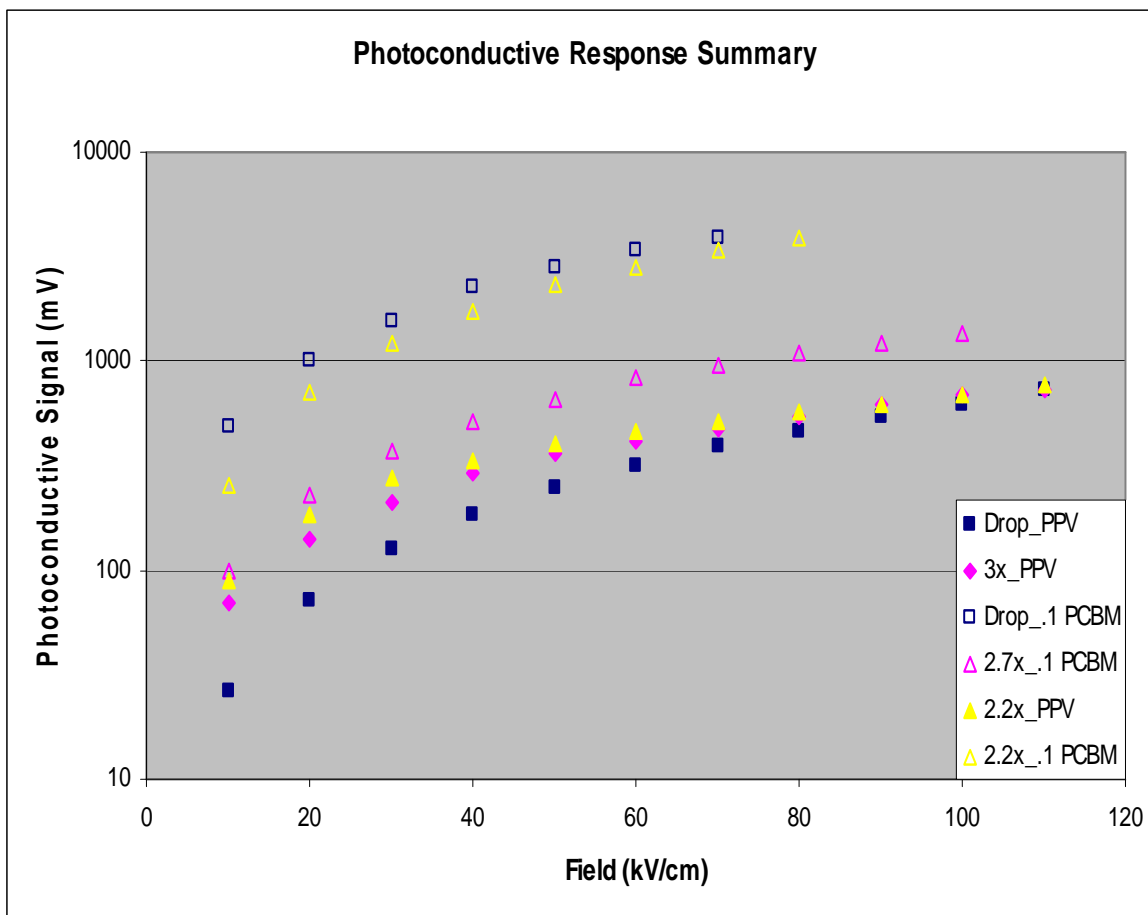 Photoconductive Response Summary
Photoconductive Signal (mV)
10000
1000
100
10
0
20
40
60
80
100
120
Field (kV/cm)
Drop_PPV
3x_PPV
Drop_.1 PCBM
2.7x_.1 PCBM
2.2x_PPV
2.2x_.1 PCBM